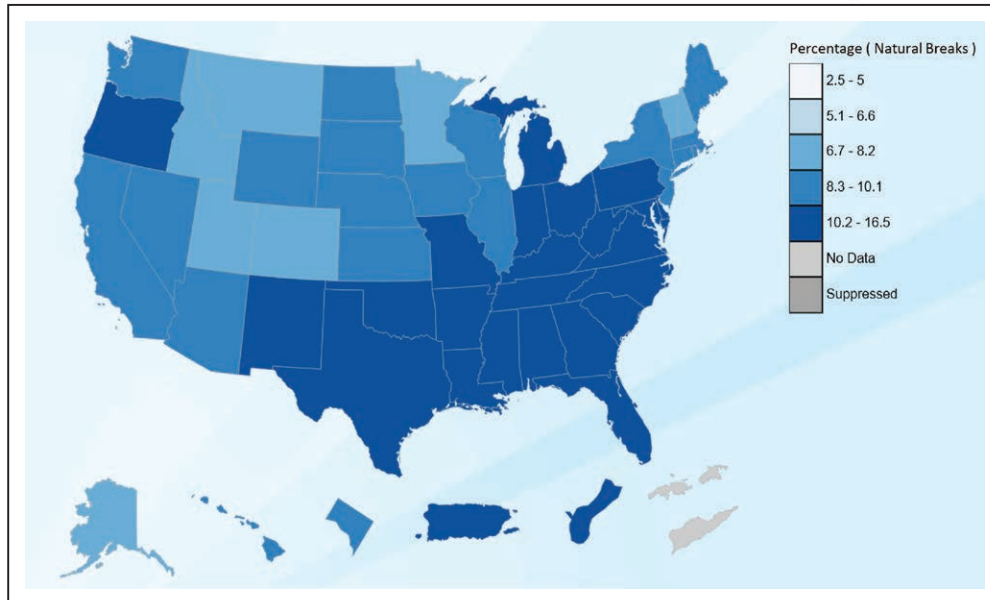 Percentage ( Natural Breaks )
2.5 - 5
5.1 - 6.6
6.7 - 8.2
8.3 - 10.1
10.2 - 16.5
No Data
Suppressed